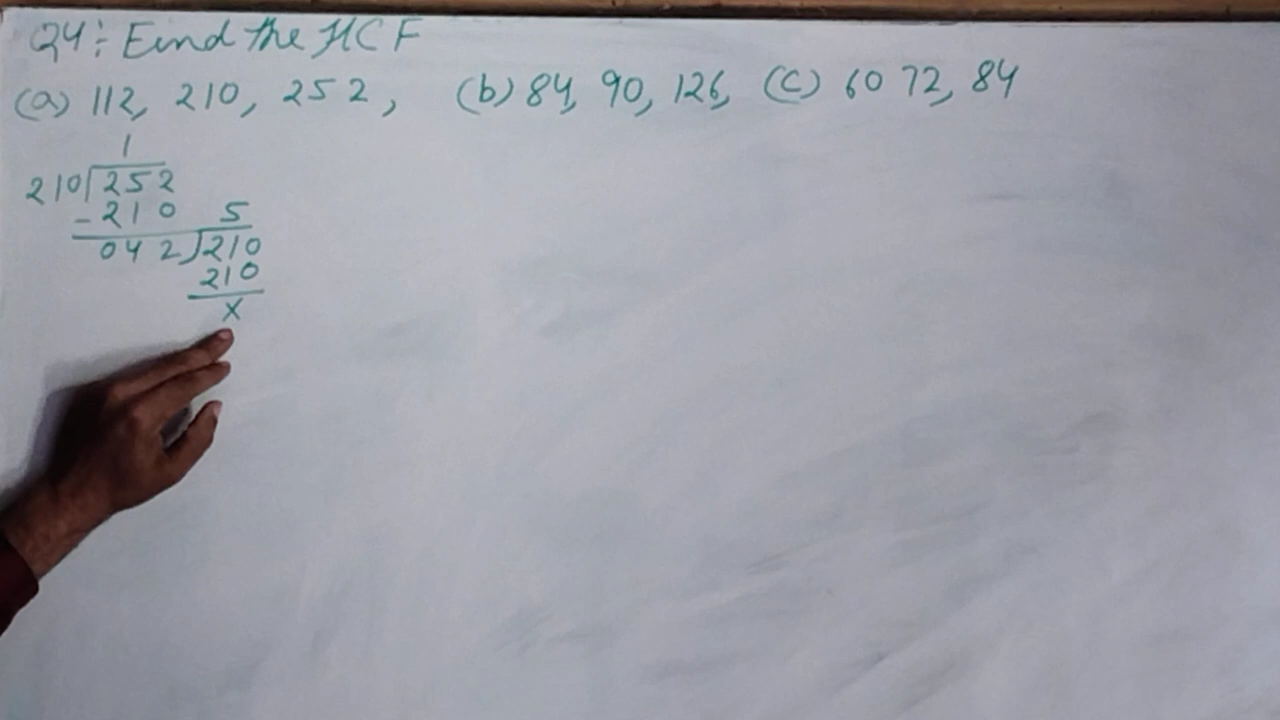 Q4:- Find the HCF
(a) 112, 210, 252, (b) 84, 90, 126, (c) 60 72, 84
1
210)252
-210 5
042)210
210
x